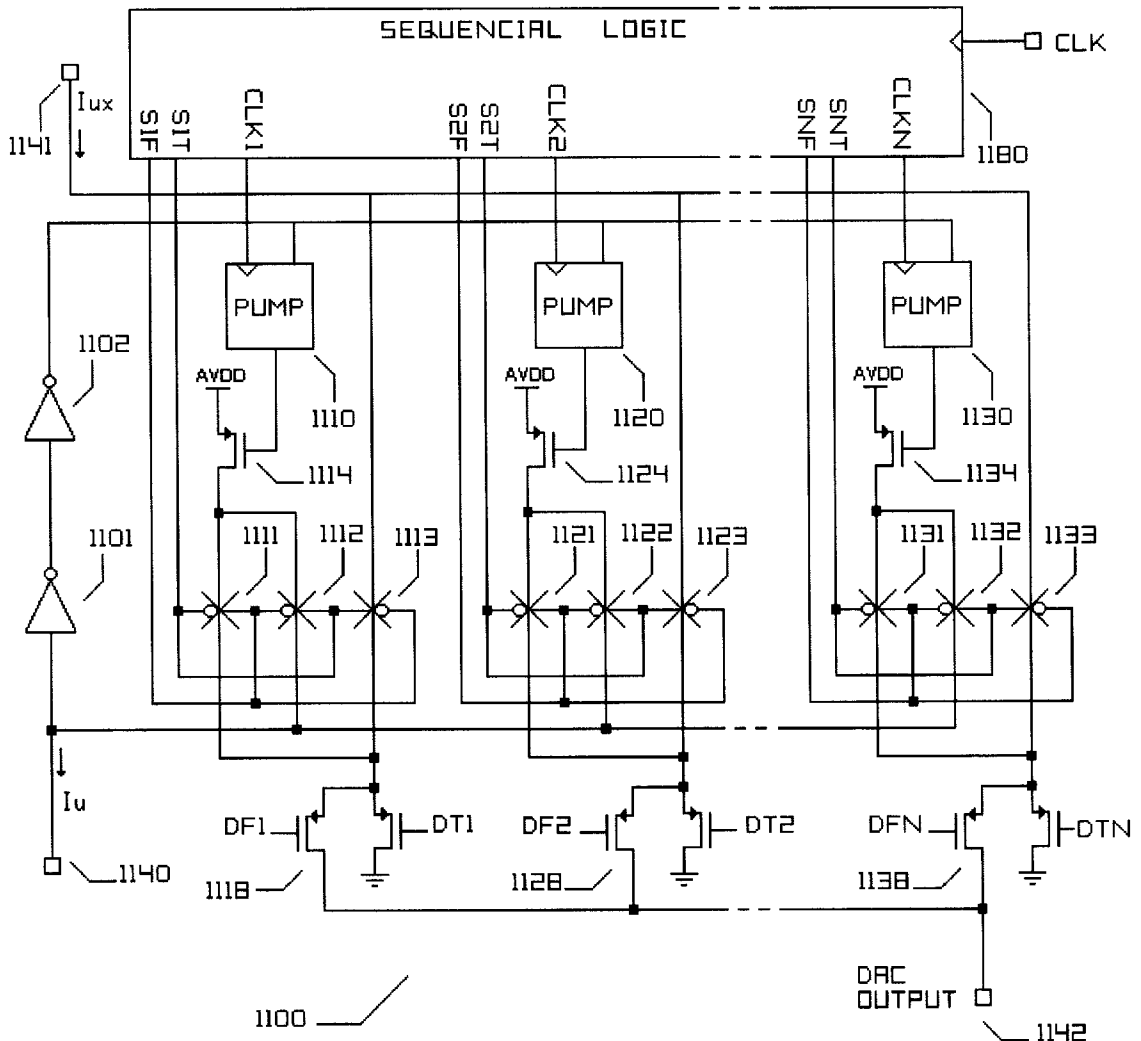 SEQUENCIAL LOGIC
CLK
Iux
1141
S1F S1T CLK1 S2F S2T CLK2 SNF SNT CLKN
1180
PUMP PUMP PUMP
1102
AVDD 1110 AVDD 1120 AVDD 1130
1114 1124 1134
1101 1111 1112 1113 1121 1122 1123 1131 1132 1133
Iu
DF1 DT1 DF2 DT2 DFN DTN
1140 1118 1128 1138
DAC
OUTPUT
1100 1142